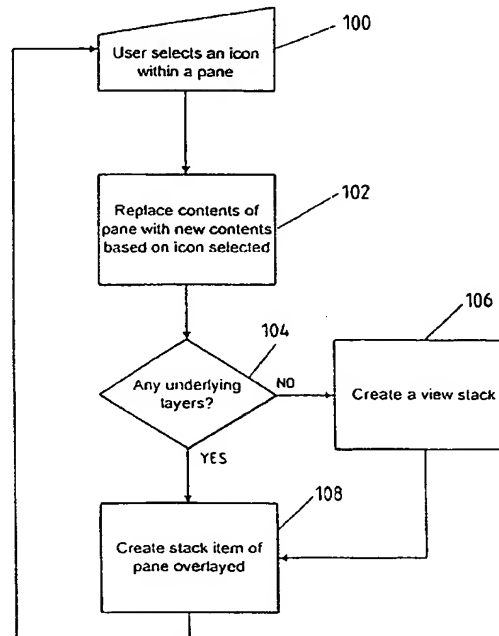 100
User selects an icon
within a pane
102
Replace contents of
pane with new contents
based on icon selected
104
106
Any underlying
layers?
NO
Create a view stack
YES
108
Create stack item of
pane overlayed